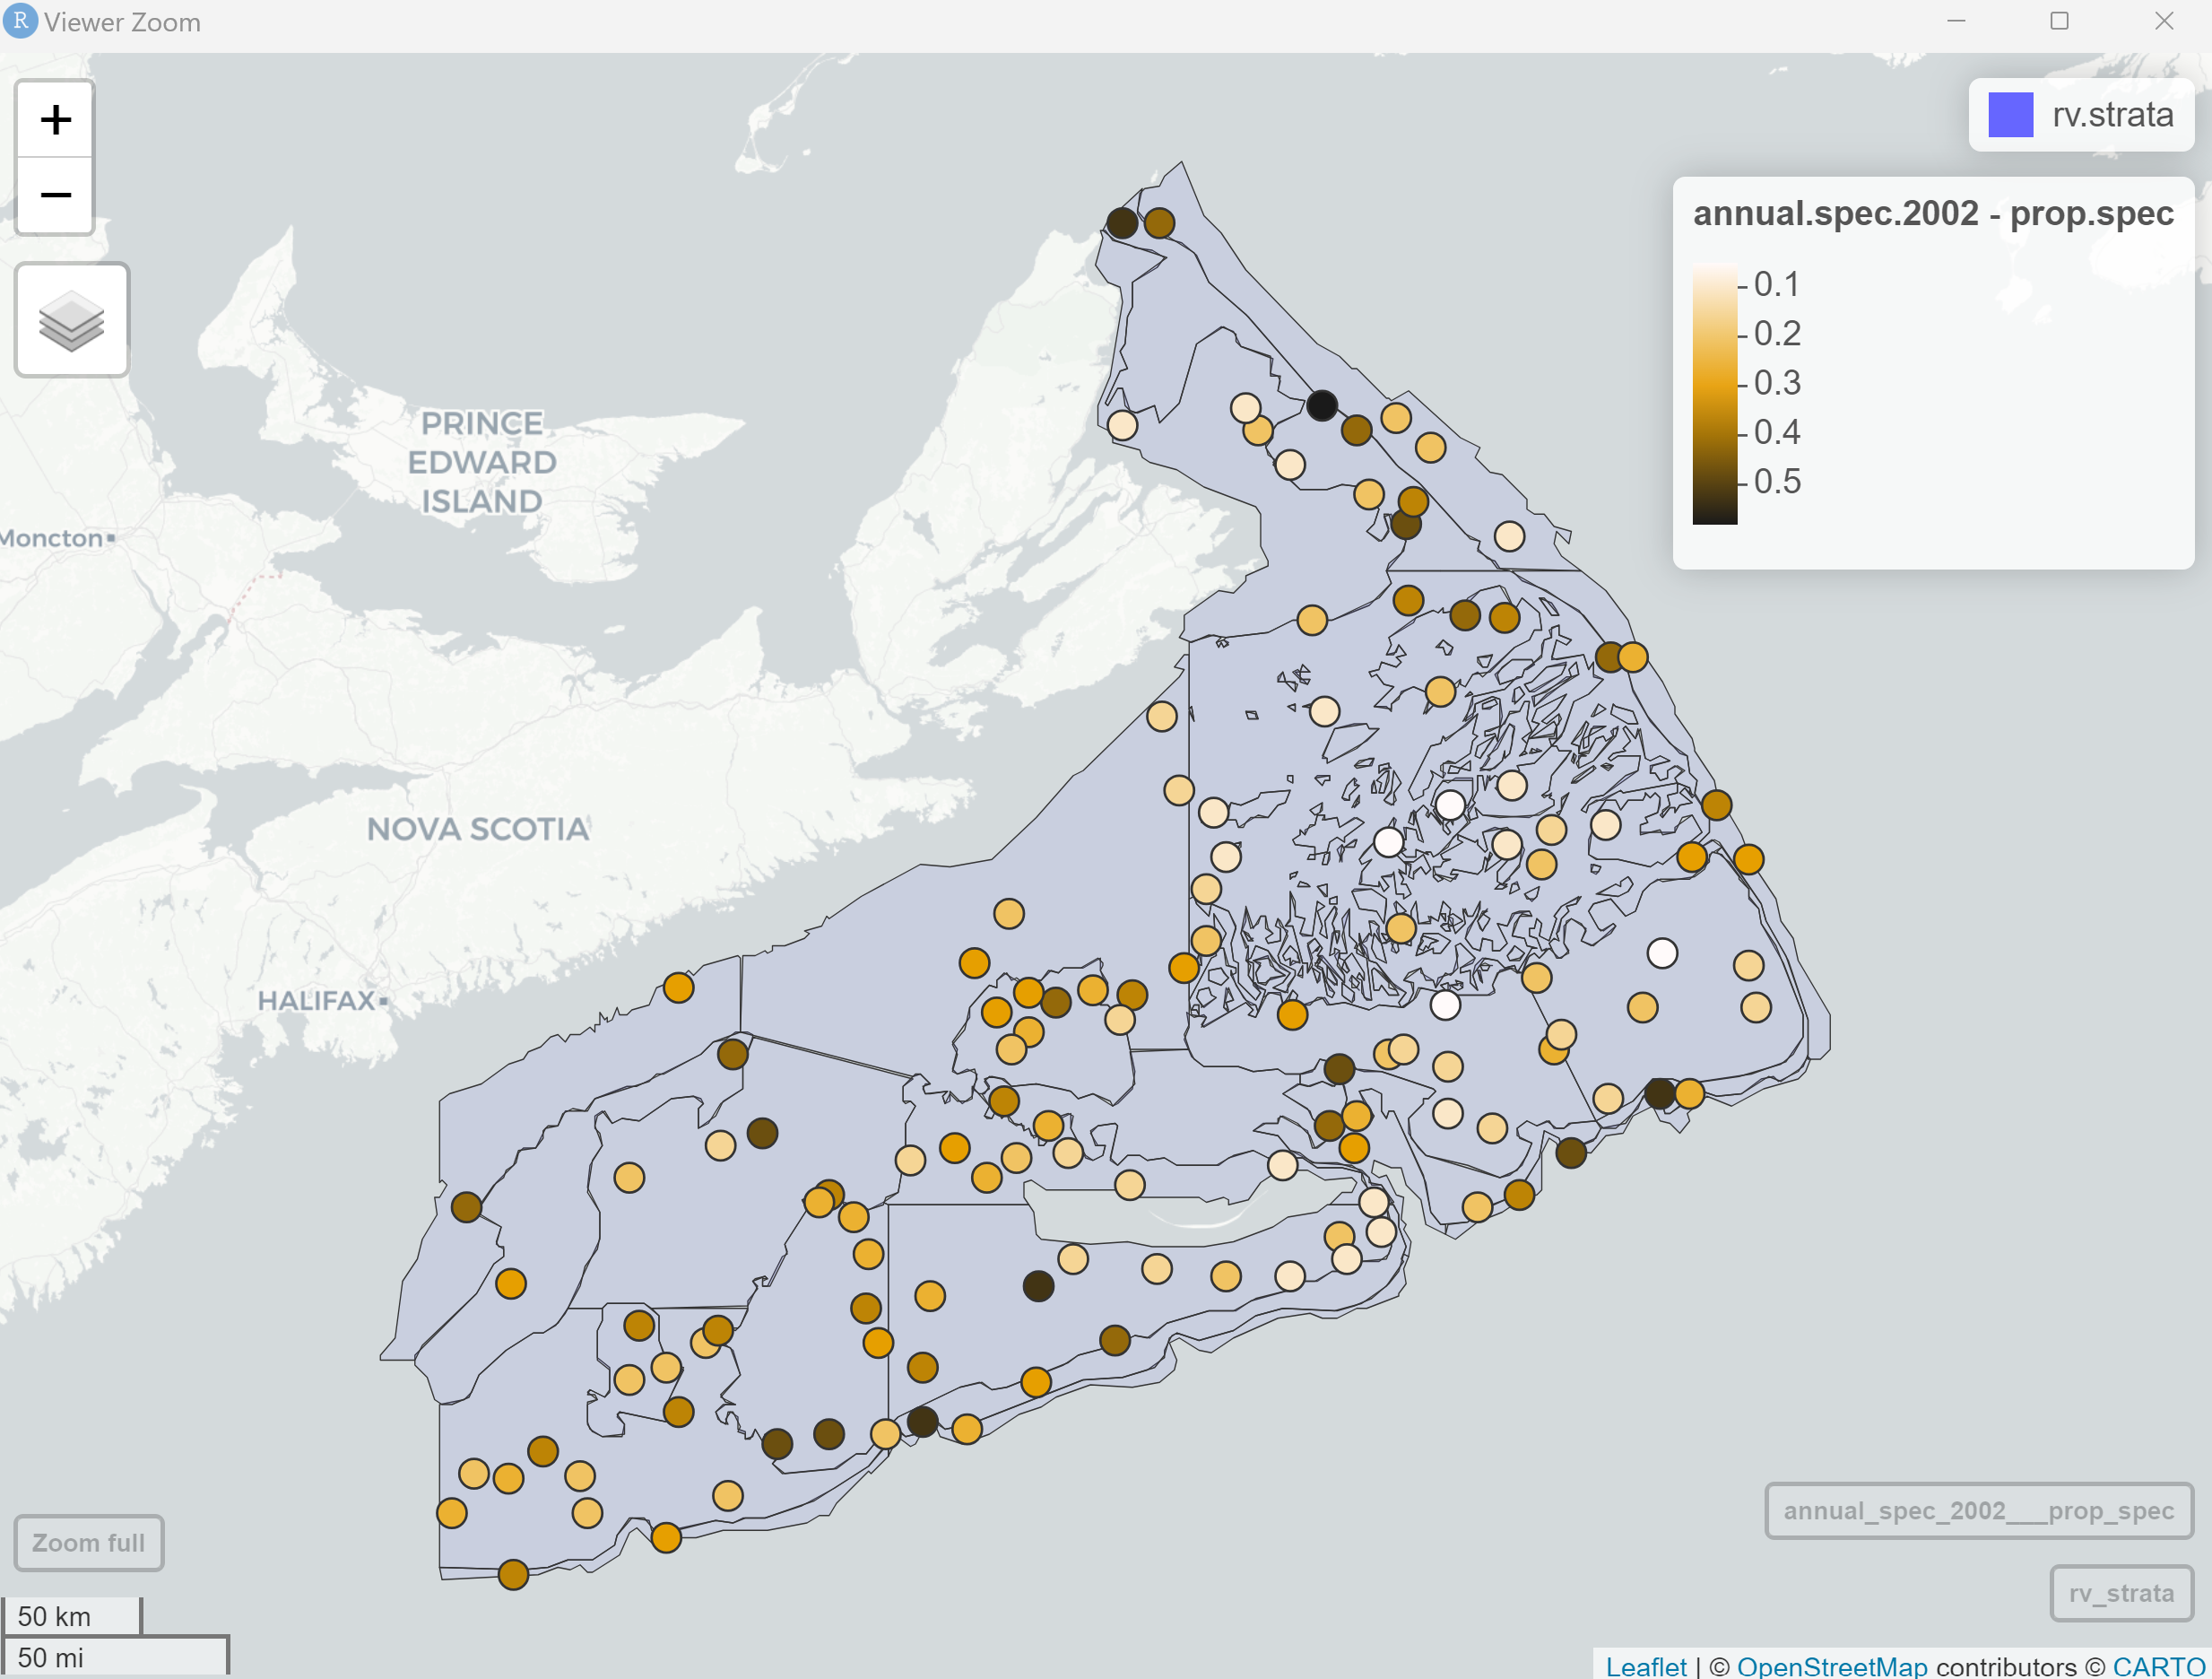 R Viewer Zoom
+
−
rv.strata
annual.spec.2002 - prop.spec
0.1
0.2
0.3
0.4
0.5
PRINCE
EDWARD
ISLAND
Moncton
NOVA SCOTIA
HALIFAX
annual_spec_2002___prop_spec
Zoom full
rv_strata
50 km
50 mi
Leaflet | © OpenStreetMap contributors © CARTO